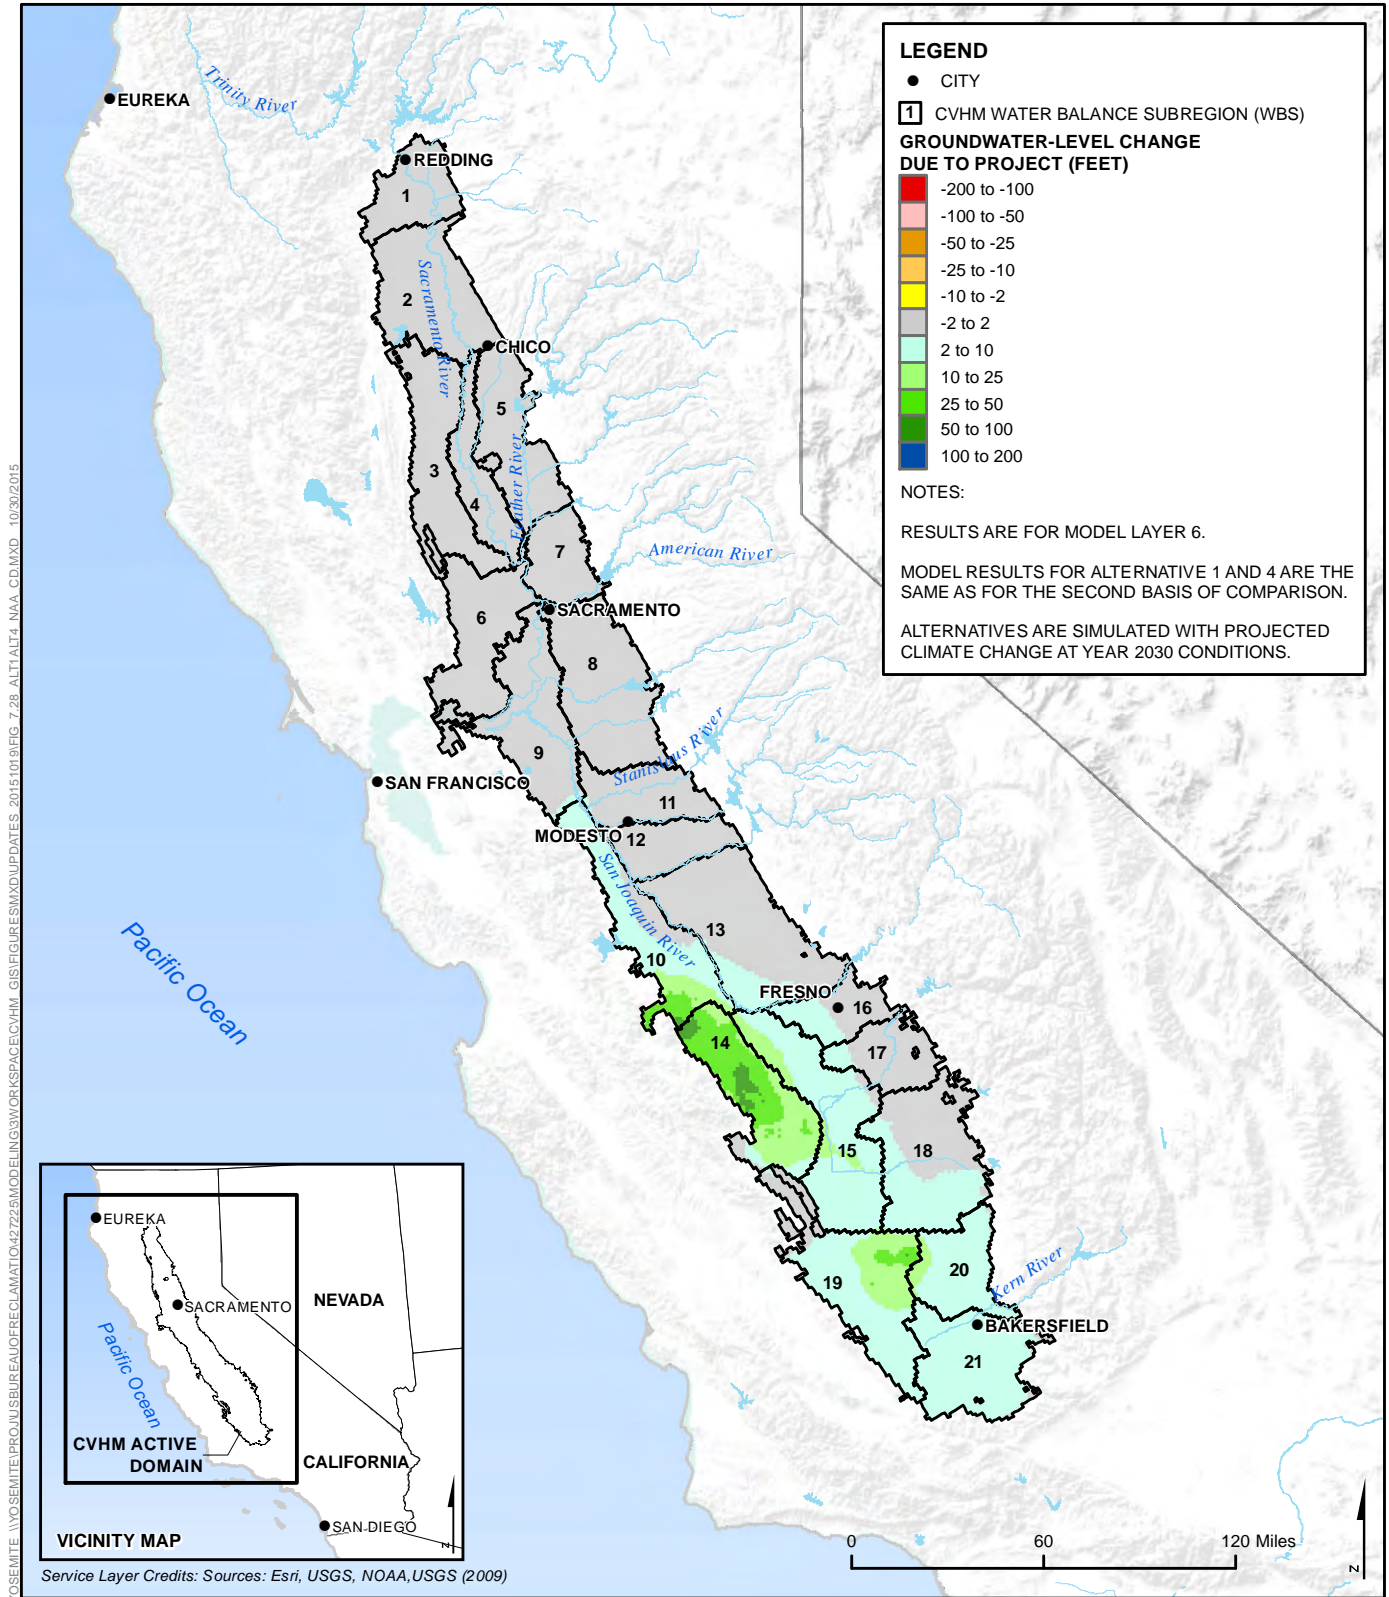 EUREKA
Trinity River
REDDING
1
2
Sacramento River
CHICO
5
3
4
Feather River
7
American River
SACRAMENTO
6
8
9
Stanislaus River
SAN FRANCISCO
11
MODESTO
12
San Joaquin River
13
10
FRESNO
16
14
17
15
18
19
20
Kern River
BAKERSFIELD
21
Pacific Ocean
LEGEND
CITY
1 CVHM WATER BALANCE SUBREGION (WBS)
GROUNDWATER-LEVEL CHANGE
DUE TO PROJECT (FEET)
-200 to -100
-100 to -50
-50 to -25
-25 to -10
-10 to -2
-2 to 2
2 to 10
10 to 25
25 to 50
50 to 100
100 to 200
NOTES:
RESULTS ARE FOR MODEL LAYER 6.
MODEL RESULTS FOR ALTERNATIVE 1 AND 4 ARE THE
SAME AS FOR THE SECOND BASIS OF COMPARISON.
ALTERNATIVES ARE SIMULATED WITH PROJECTED
CLIMATE CHANGE AT YEAR 2030 CONDITIONS.
EUREKA
SACRAMENTO
NEVADA
Pacific Ocean
CVHM ACTIVE
DOMAIN
CALIFORNIA
SAN DIEGO
VICINITY MAP
N
Service Layer Credits: Sources: Esri, USGS, NOAA,USGS (2009)
0 60 120 Miles
N